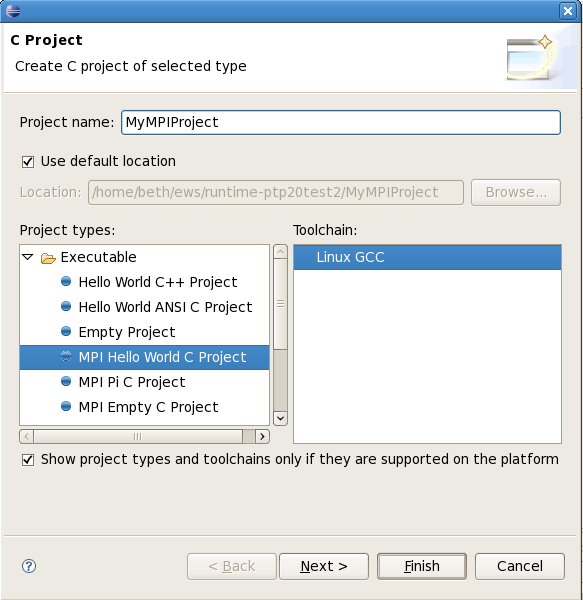 C Project
Create C project of selected type
Project name: MyMPIProject
Use default location
Location: /home/beth/ews/runtime-ptp20test2/MyMPIProject Browse...
Project types: Toolchain:
Executable Linux GCC
Hello World C++ Project
Hello World ANSI C Project
Empty Project
MPI Hello World C Project
MPI Pi C Project
MPI Empty C Project
Show project types and toolchains only if they are supported on the platform
? < Back Next > Finish Cancel